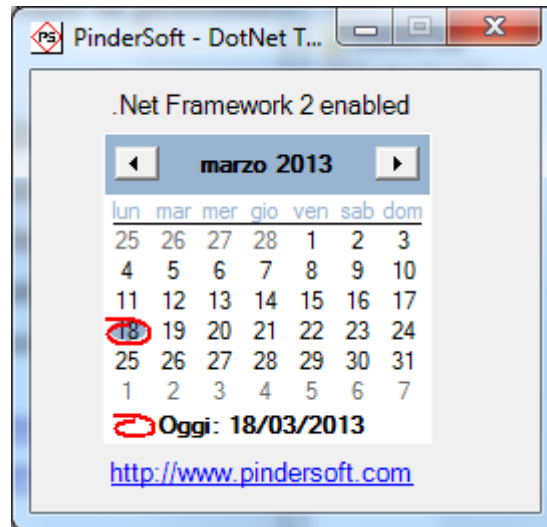 PS PinderSoft - DotNet T...
.Net Framework 2 enabled
marzo 2013
lun mar mer gio ven sab dom
25 26 27 28 1 2 3
4 5 6 7 8 9 10
11 12 13 14 15 16 17
18 19 20 21 22 23 24
25 26 27 28 29 30 31
1 2 3 4 5 6 7
Oggi: 18/03/2013
http://www.pindersoft.com